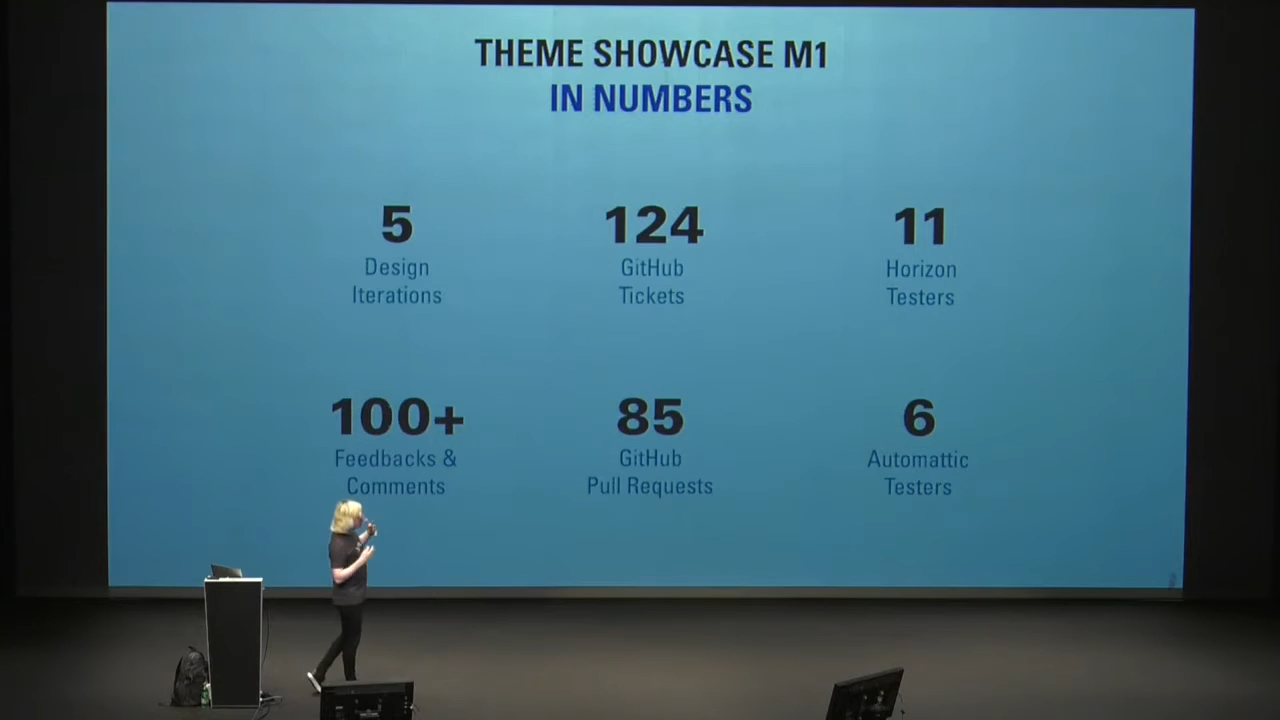 THEME SHOWCASE M1
IN NUMBERS
5
Design
Iterations
124
GitHub
Tickets
11
Horizon
Testers
100+
Feedbacks &
Comments
85
GitHub
Pull Requests
6
Automattic
Testers